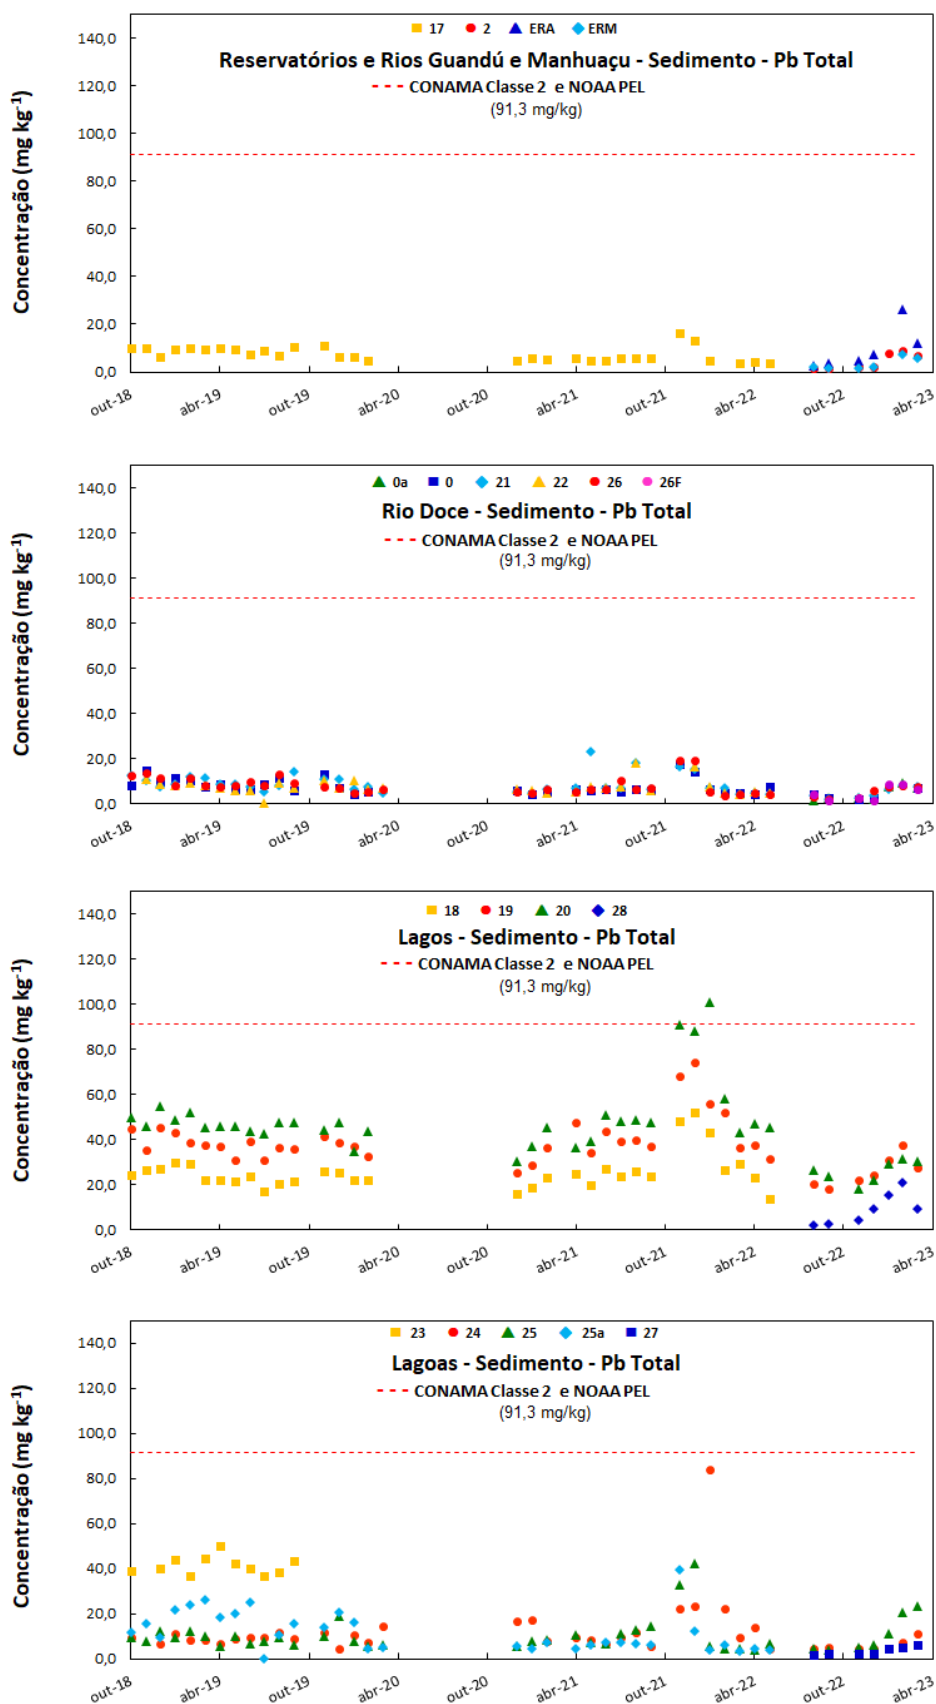 17 2 ERA ERM
Reservatórios e Rios Guandú e Manhuaçu - Sedimento - Pb Total
CONAMA Classe 2 e NOAA PEL
(91,3 mg/kg)
Concentração (mg kg-1)
140,0
120,0
100,0
80,0
60,0
40,0
20,0
0,0
out-18 abr-19 out-19 abr-20 out-20 abr-21 out-21 abr-22 out-22 abr-23
0a 0 21 22 26 26F
Rio Doce - Sedimento - Pb Total
CONAMA Classe 2 e NOAA PEL
(91,3 mg/kg)
Concentração (mg kg-1)
140,0
120,0
100,0
80,0
60,0
40,0
20,0
0,0
out-18 abr-19 out-19 abr-20 out-20 abr-21 out-21 abr-22 out-22 abr-23
18 19 20 28
Lagos - Sedimento - Pb Total
CONAMA Classe 2 e NOAA PEL
(91,3 mg/kg)
Concentração (mg kg-1)
140,0
120,0
100,0
80,0
60,0
40,0
20,0
0,0
out-18 abr-19 out-19 abr-20 out-20 abr-21 out-21 abr-22 out-22 abr-23
23 24 25 25a 27
Lagoas - Sedimento - Pb Total
CONAMA Classe 2 e NOAA PEL
(91,3 mg/kg)
Concentração (mg kg-1)
140,0
120,0
100,0
80,0
60,0
40,0
20,0
0,0
out-18 abr-19 out-19 abr-20 out-20 abr-21 out-21 abr-22 out-22 abr-23